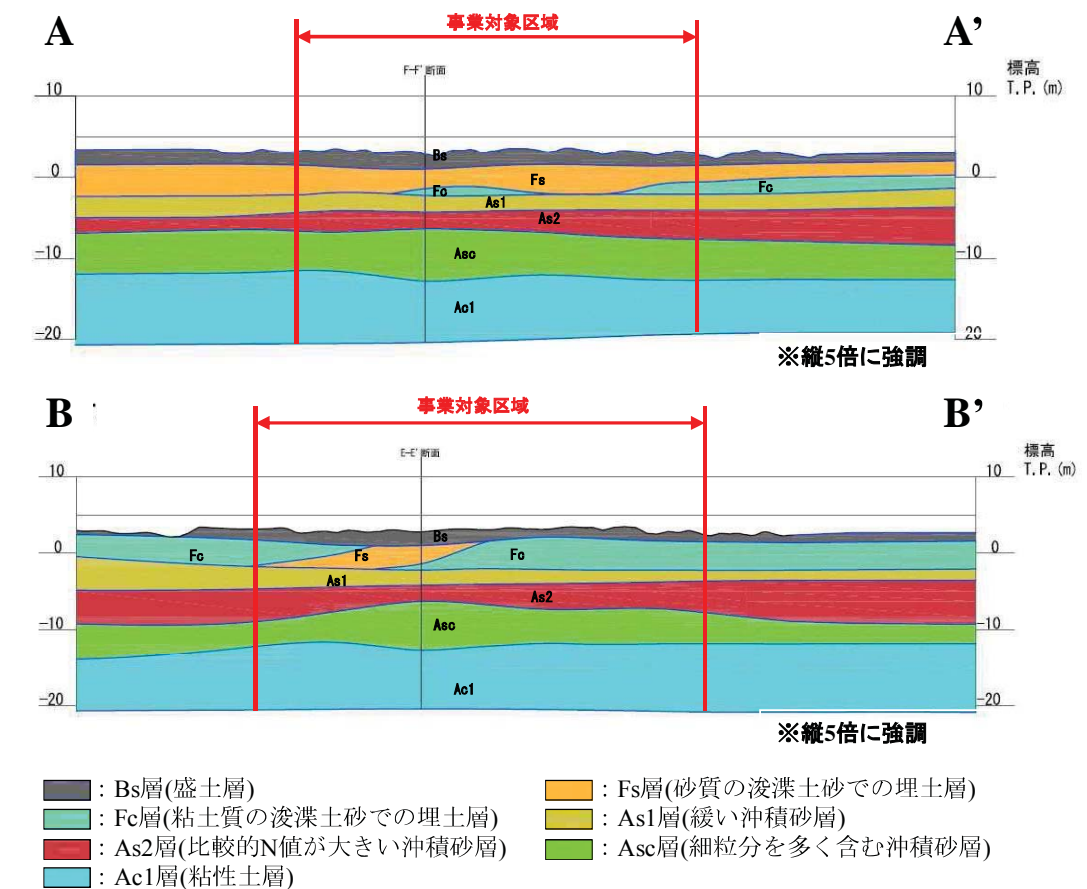 事業対象区域
A
A’
F-F’断面
標高
T.P.(m)
10
10
Bs
0
0
Fs
Fc
Fc
As1
As2
-10
-10
Asc
Ac1
-20
20
※縦5倍に強調
事業対象区域
B
B’
E-E’断面
標高
T.P.(m)
10
10
Bs
0
0
Fc
Fs
Fc
As1
As2
-10
-10
Asc
Ac1
-20
-20
※縦5倍に強調
：Bs層(盛土層)
：Fs層(砂質の浚渫土砂での埋土層)
：Fc層(粘土質の浚渫土砂での埋土層)
：As1層(緩い沖積砂層)
：As2層(比較的N値が大きい沖積砂層)
：Asc層(細粒分を多く含む沖積砂層)
：Ac1層(粘性土層)